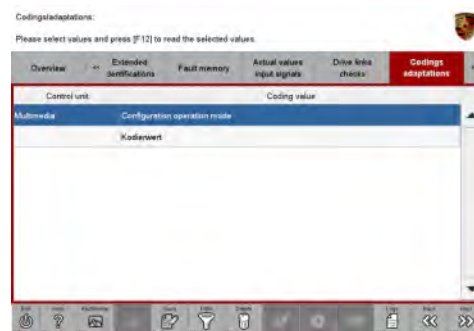 Codings/adaptations:
Please select values and press [F12] to read the selected values.
Overview
Extended
identifications
Fault memory
Actual values
input signals
Drive links
checks
Codings
adaptations
Control unit
Coding value
Multimedia
Configuration operation mode
Kodierwert